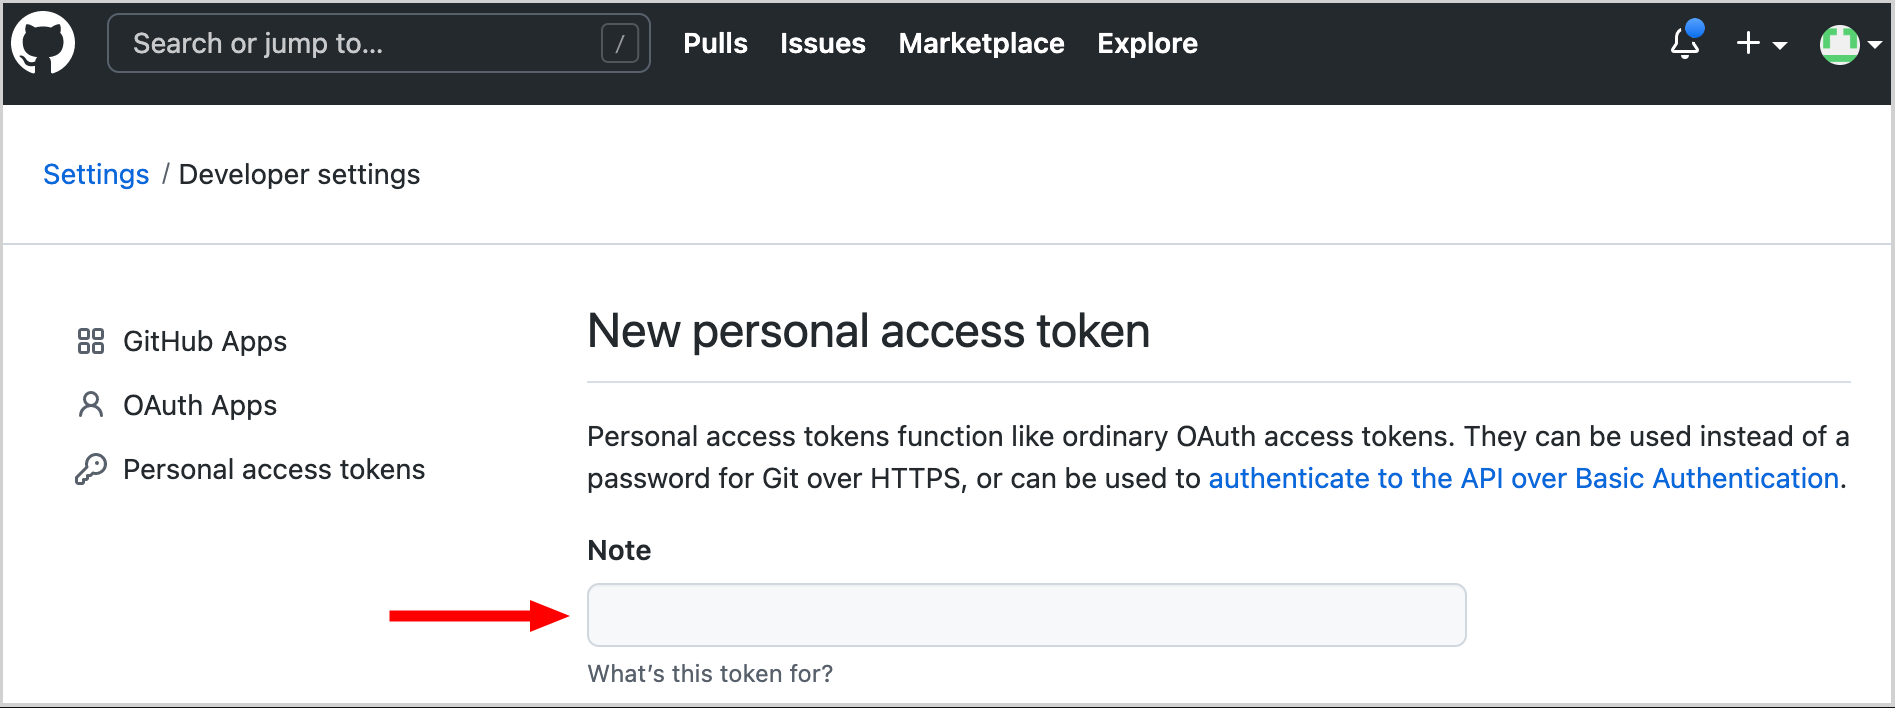 Search or jump to... /
Pulls
Issues
Marketplace
Explore
Settings / Developer settings
GitHub Apps
OAuth Apps
Personal access tokens
New personal access token
Personal access tokens function like ordinary OAuth access tokens. They can be used instead of a
password for Git over HTTPS, or can be used to authenticate to the API over Basic Authentication.
Note
What's this token for?